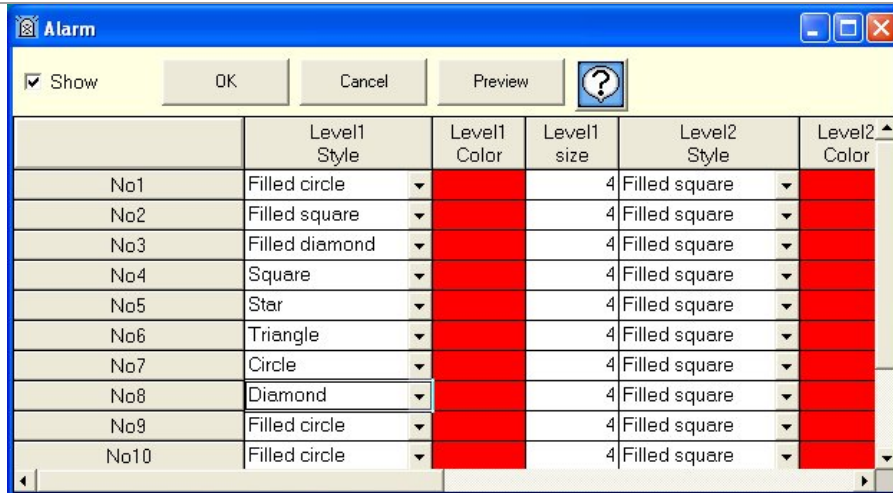 Alarm
Show OK Cancel Preview ?
Level1 Style Level1 Color Level1 size Level2 Style Level2 Color
No1 Filled circle 4 Filled square
No2 Filled square 4 Filled square
No3 Filled diamond 4 Filled square
No4 Square 4 Filled square
No5 Star 4 Filled square
No6 Triangle 4 Filled square
No7 Circle 4 Filled square
No8 Diamond 4 Filled square
No9 Filled circle 4 Filled square
No10 Filled circle 4 Filled square